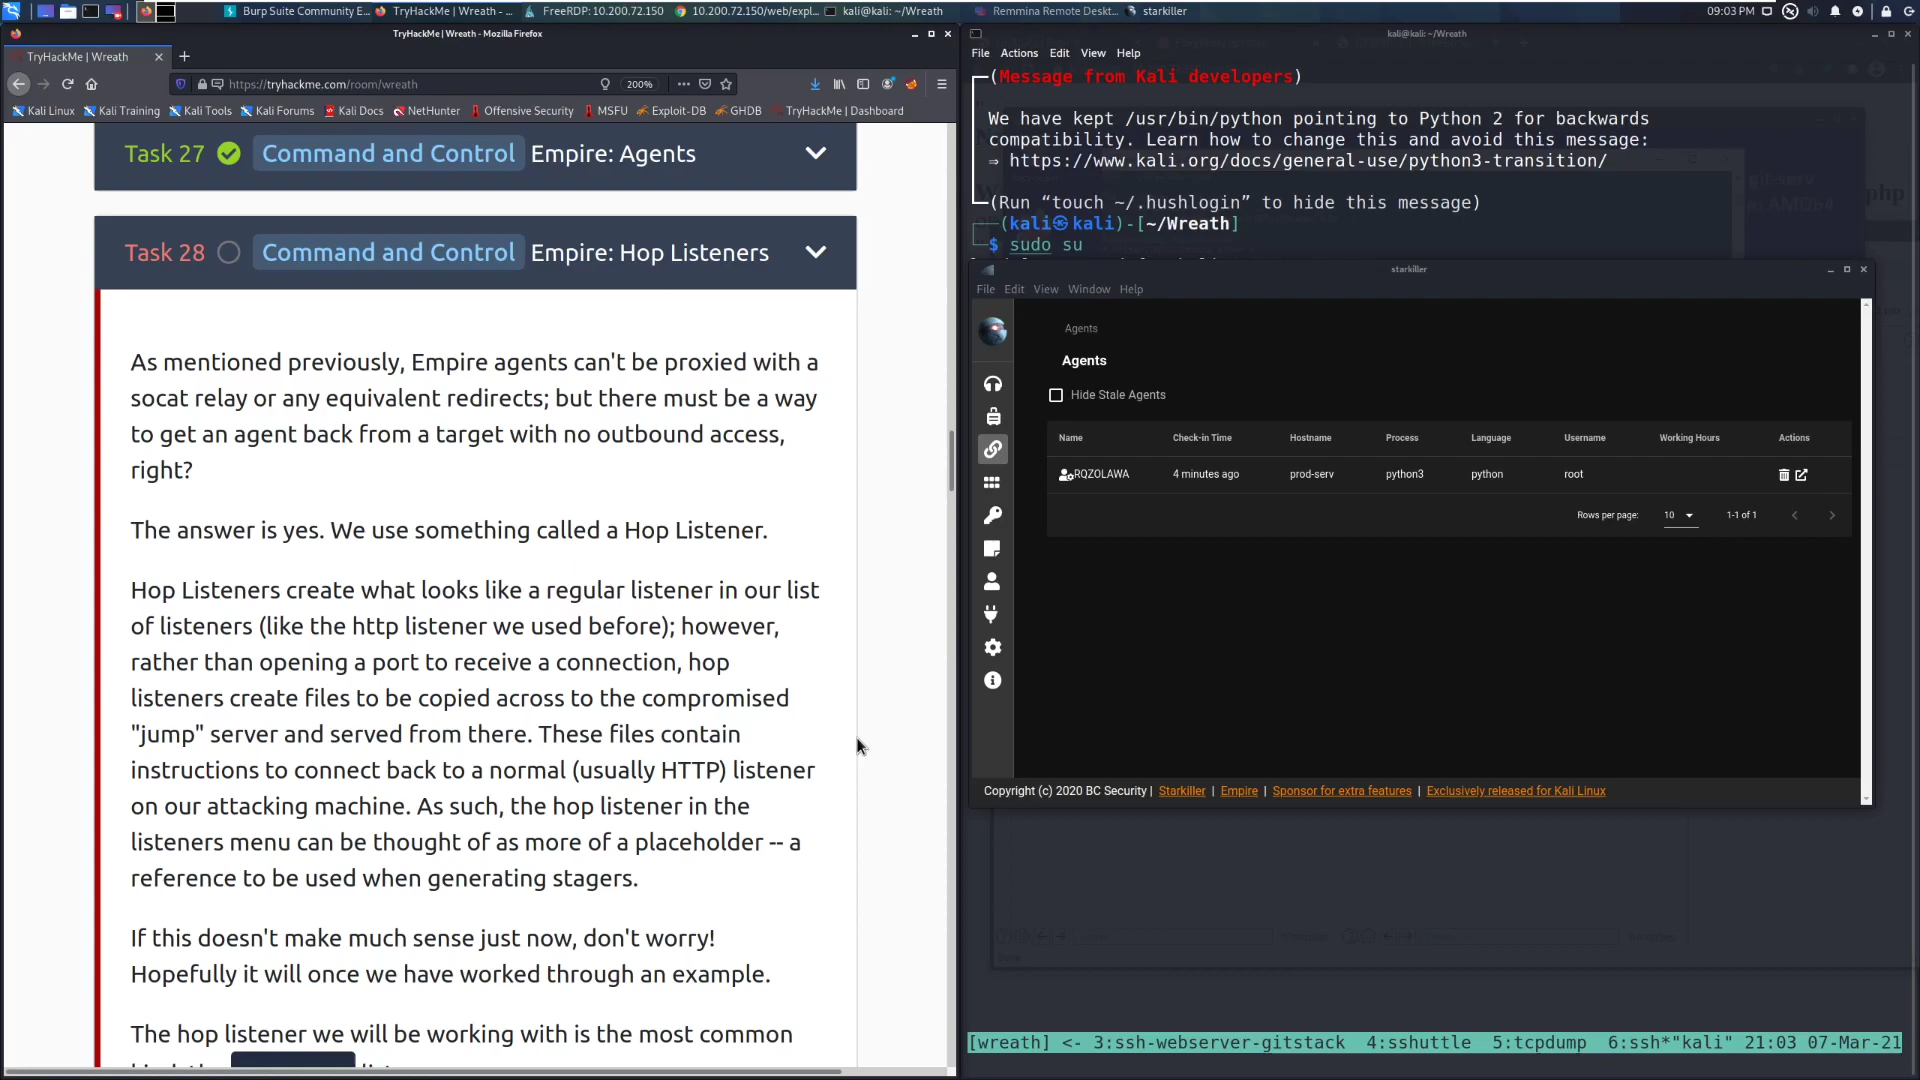 Burp Suite Community E...
TryHackMe | Wreath - ...
FreeRDP: 10.200.72.150
10.200.72.150/web/expl...
kali@kali: ~/Wreath
Remmina Remote Deskt...
starkiller
09:03 PM
TryHackMe | Wreath - Mozilla Firefox
TryHackMe | Wreath
https://tryhackme.com/room/wreath
200%
Kali Linux
Kali Training
Kali Tools
Kali Forums
Kali Docs
NetHunter
Offensive Security
MSFU
Exploit-DB
GHDB
TryHackMe | Dashboard
Task 27 Command and Control Empire: Agents
Task 28 Command and Control Empire: Hop Listeners
As mentioned previously, Empire agents can't be proxied with a
socat relay or any equivalent redirects; but there must be a way
to get an agent back from a target with no outbound access,
right?
The answer is yes. We use something called a Hop Listener.
Hop Listeners create what looks like a regular listener in our list
of listeners (like the http listener we used before); however,
rather than opening a port to receive a connection, hop
listeners create files to be copied across to the compromised
"jump" server and served from there. These files contain
instructions to connect back to a normal (usually HTTP) listener
on our attacking machine. As such, the hop listener in the
listeners menu can be thought of as more of a placeholder -- a
reference to be used when generating stagers.
If this doesn't make much sense just now, don't worry!
Hopefully it will once we have worked through an example.
The hop listener we will be working with is the most common
kali@kali: ~/Wreath
File Actions Edit View Help
(Message from Kali developers)
We have kept /usr/bin/python pointing to Python 2 for backwards
compatibility. Learn how to change this and avoid this message:
⇒ https://www.kali.org/docs/general-use/python3-transition/
(Run “touch ~/.hushlogin” to hide this message)
(kali㉿kali)-[~/Wreath]
$ sudo su
starkiller
File Edit View Window Help
Agents
Agents
Hide Stale Agents
Name Check-in Time Hostname Process Language Username Working Hours Actions
RQZOLAWA 4 minutes ago prod-serv python3 python root
Rows per page: 10 1-1 of 1
Copyright (c) 2020 BC Security | Starkiller | Empire | Sponsor for extra features | Exclusively released for Kali Linux
[wreath] <- 3:ssh-webserver-gitstack 4:sshuttle 5:tcpdump 6:ssh*"kali" 21:03 07-Mar-21